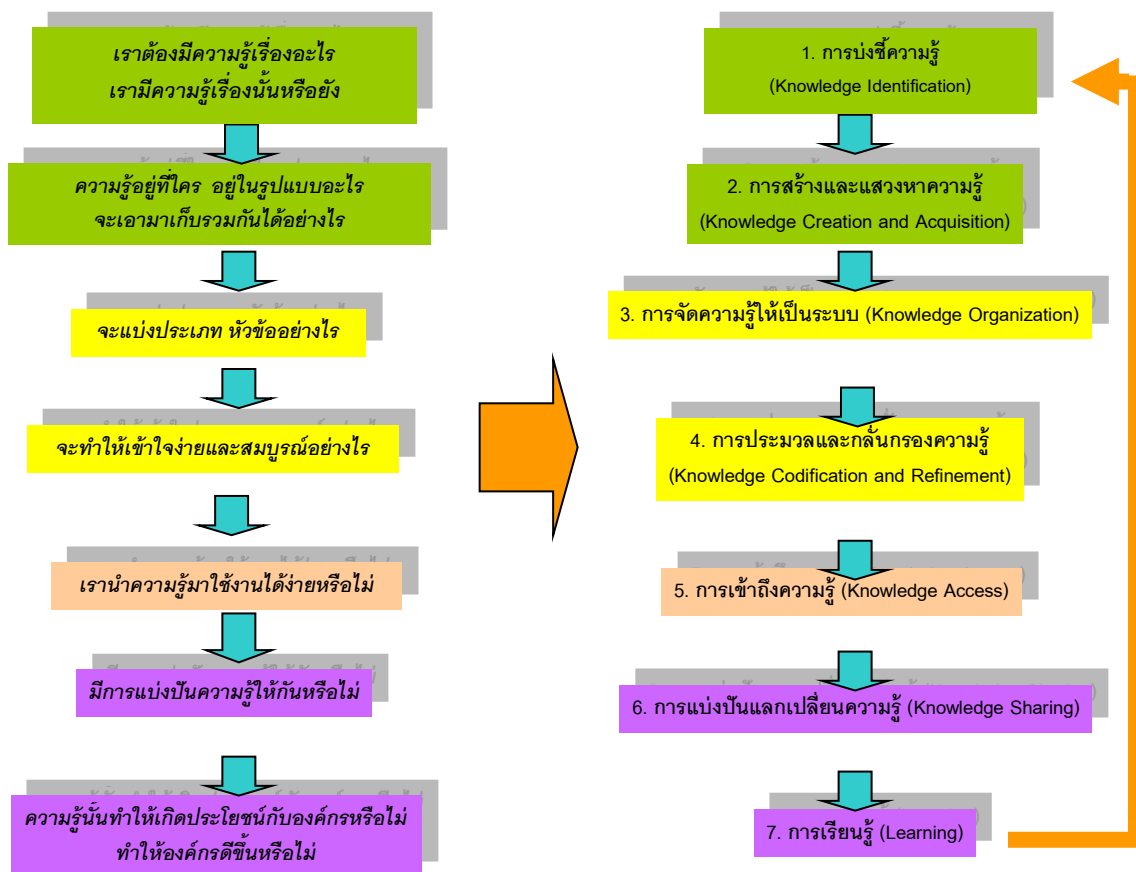 เราต้องมีความรู้เรื่องอะไร
เรามีความรู้เรื่องนั้นหรือยัง
ความรู้อยู่ที่ใคร อยู่ในรูปแบบอะไร
จะเอามาเก็บรวมกันได้อย่างไร
จะแบ่งประเภท หัวข้ออย่างไร
จะทำให้เข้าใจง่ายและสมบูรณ์อย่างไร
เรานำความรู้มาใช้งานได้ง่ายหรือไม่
มีการแบ่งปันความรู้ให้กันหรือไม่
ความรู้นั้นทำให้เกิดประโยชน์กับองค์กรหรือไม่
ทำให้องค์กรดีขึ้นหรือไม่
1. การบ่งชี้ความรู้
(Knowledge Identification)
2. การสร้างและแสวงหาความรู้
(Knowledge Creation and Acquisition)
3. การจัดความรู้ให้เป็นระบบ (Knowledge Organization)
4. การประมวลและกลั่นกรองความรู้
(Knowledge Codification and Refinement)
5. การเข้าถึงความรู้ (Knowledge Access)
6. การแบ่งปันแลกเปลี่ยนความรู้ (Knowledge Sharing)
7. การเรียนรู้ (Learning)